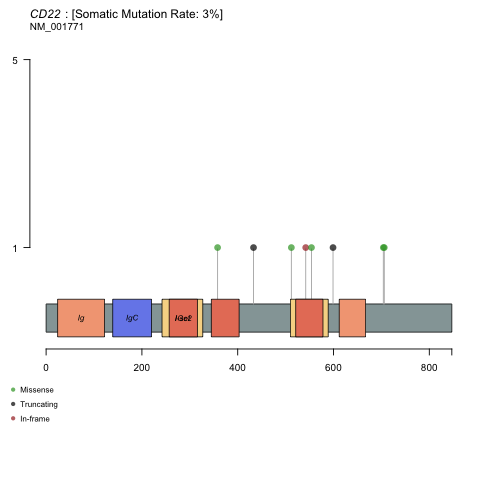 CD22 : [Somatic Mutation Rate: 3%]
NM_001771
5
1
Ig
IgC
0
200
400
600
800
Missense
Truncating
In-frame